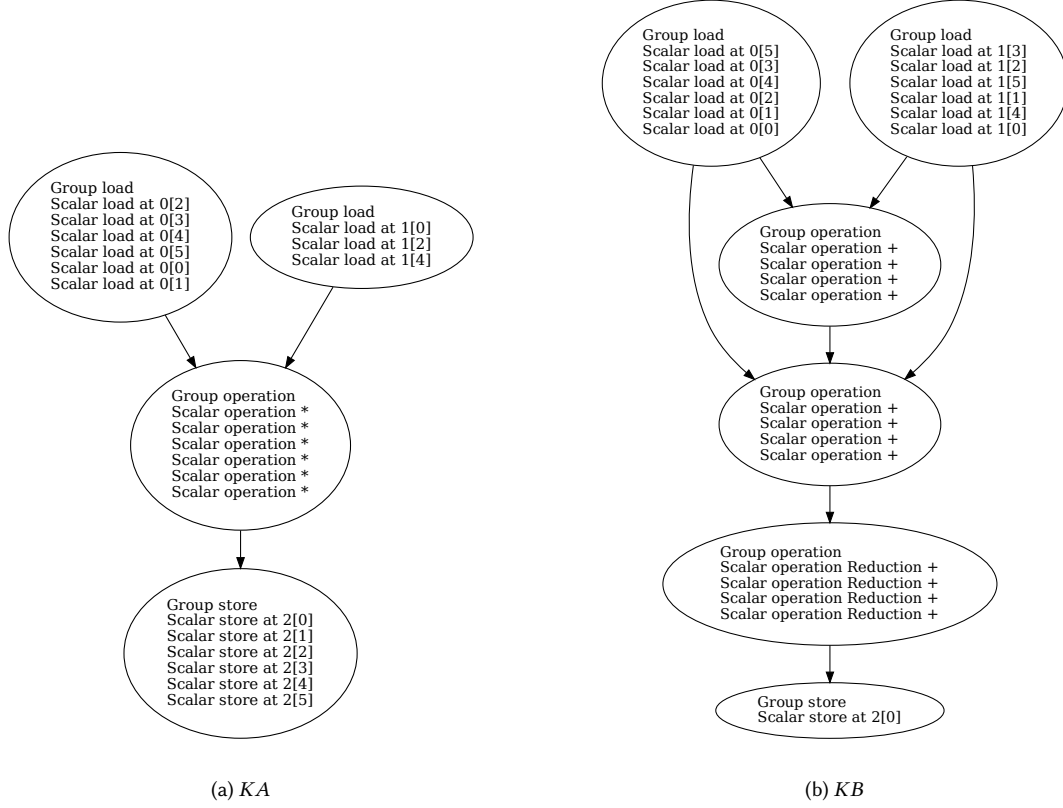 Group load
Scalar load at 0[2]
Scalar load at 0[3]
Scalar load at 0[4]
Scalar load at 0[5]
Scalar load at 0[0]
Scalar load at 0[1]
Group load
Scalar load at 1[0]
Scalar load at 1[2]
Scalar load at 1[4]
Group operation
Scalar operation *
Scalar operation *
Scalar operation *
Scalar operation *
Scalar operation *
Scalar operation *
Group store
Scalar store at 2[0]
Scalar store at 2[1]
Scalar store at 2[2]
Scalar store at 2[3]
Scalar store at 2[4]
Scalar store at 2[5]
(a) KA
Group load
Scalar load at 0[5]
Scalar load at 0[3]
Scalar load at 0[4]
Scalar load at 0[2]
Scalar load at 0[1]
Scalar load at 0[0]
Group load
Scalar load at 1[3]
Scalar load at 1[2]
Scalar load at 1[5]
Scalar load at 1[1]
Scalar load at 1[4]
Scalar load at 1[0]
Group operation
Scalar operation +
Scalar operation +
Scalar operation +
Scalar operation +
Group operation
Scalar operation +
Scalar operation +
Scalar operation +
Scalar operation +
Group operation
Scalar operation Reduction +
Scalar operation Reduction +
Scalar operation Reduction +
Scalar operation Reduction +
Group store
Scalar store at 2[0]
(b) KB